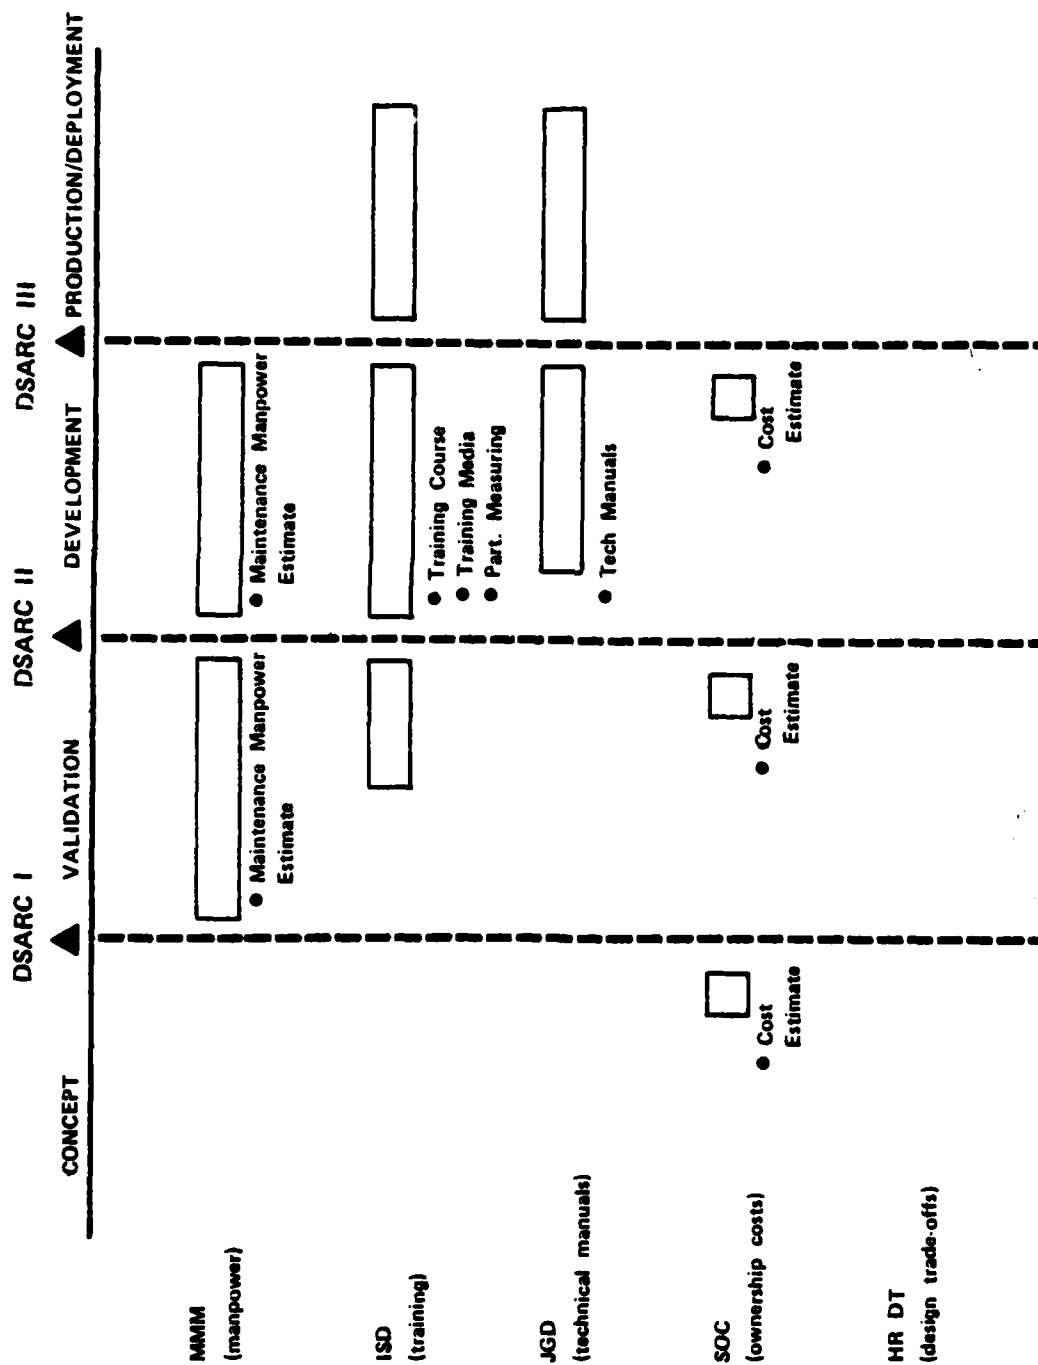 DSARC I
DSARC II
DSARC III
CONCEPT
VALIDATION
DEVELOPMENT
PRODUCTION/DEPLOYMENT
MMM
(manpower)
● Maintenance Manpower
Estimate
● Maintenance Manpower
Estimate
ISD
(training)
● Training Course
● Training Media
● Part. Measuring
JGD
(technical manuals)
● Tech Manuals
SOC
(ownership costs)
● Cost
Estimate
● Cost
Estimate
● Cost
Estimate
HR DT
(design trade-offs)